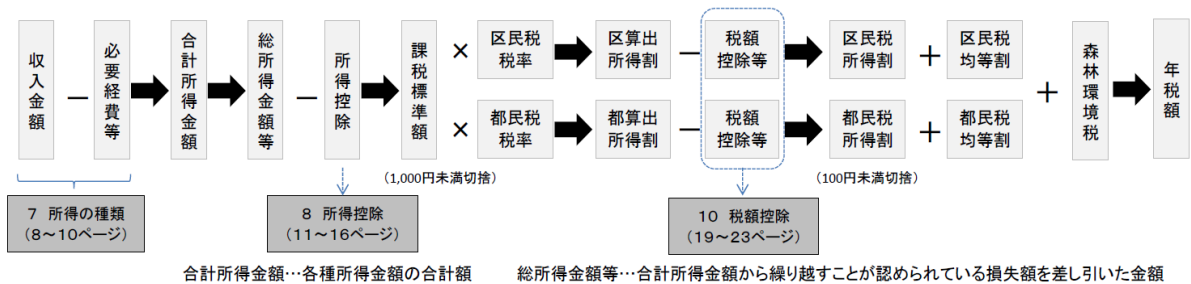 収入金額
－
必要経費等
合計所得金額
総所得金額等
－
所得控除
課税標準額
×
区民税
税率
区算出
所得割
－
税額
控除等
区民税
所得割
＋
区民税
均等割
×
都民税
税率
都算出
所得割
－
税額
控除等
都民税
所得割
＋
都民税
均等割
＋
森林環境税
年税額
（1,000円未満切捨）
（100円未満切捨）
７　所得の種類
（８～１０ページ）
８　所得控除
（１１～１６ページ）
１０　税額控除
（１９～２３ページ）
合計所得金額…各種所得金額の合計額
総所得金額等…合計所得金額から繰り越すことが認められている損失額を差し引いた金額